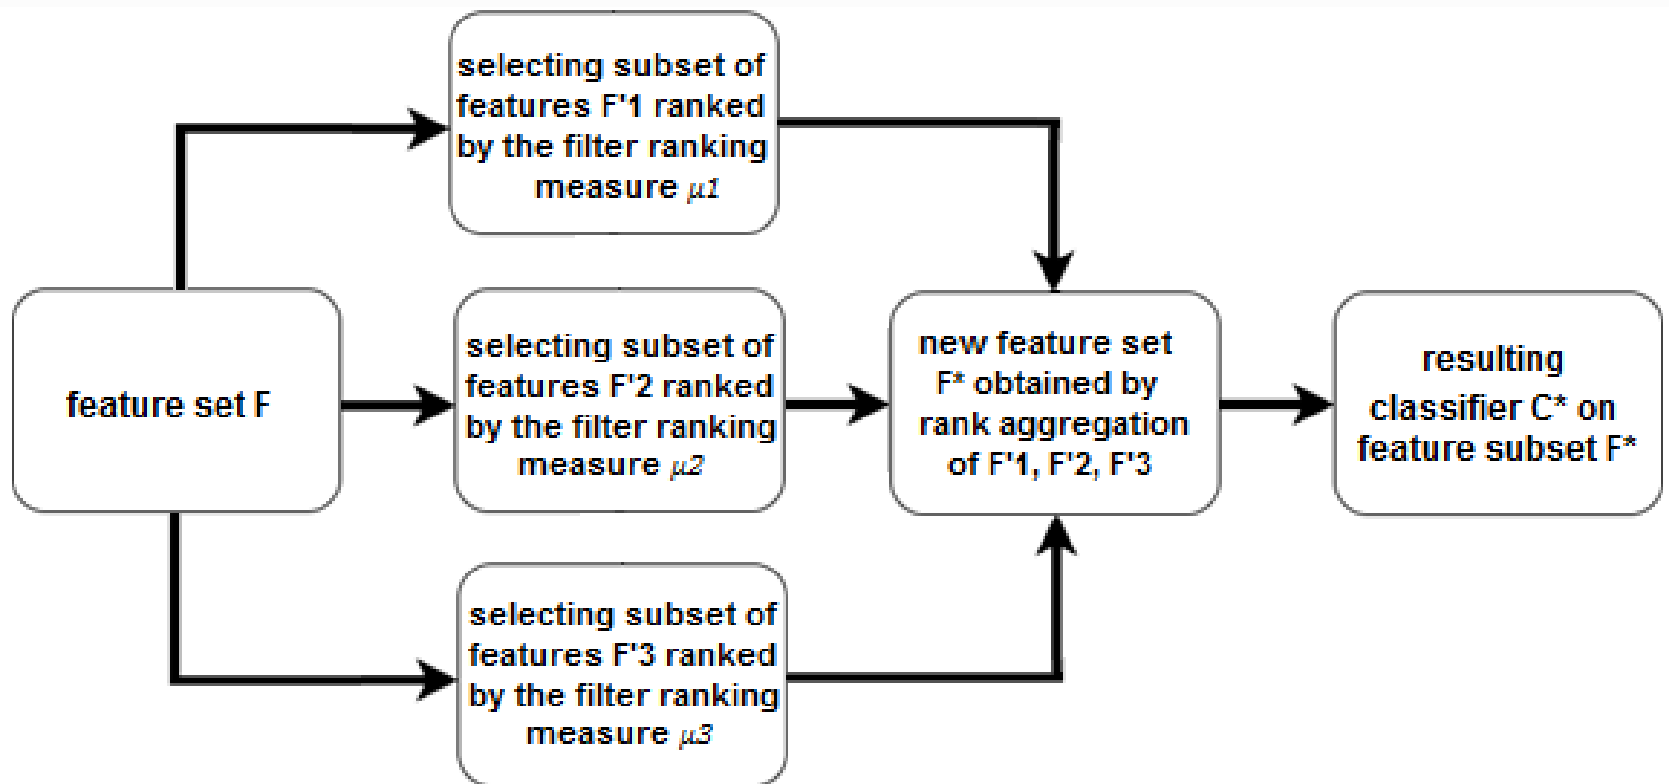 feature set F
selecting subset of
features F'1 ranked
by the filter ranking
measure μ1
selecting subset of
features F'2 ranked
by the filter ranking
measure μ2
selecting subset of
features F'3 ranked
by the filter ranking
measure μ3
new feature set
F* obtained by
rank aggregation
of F'1, F'2, F'3
resulting
classifier C* on
feature subset F*